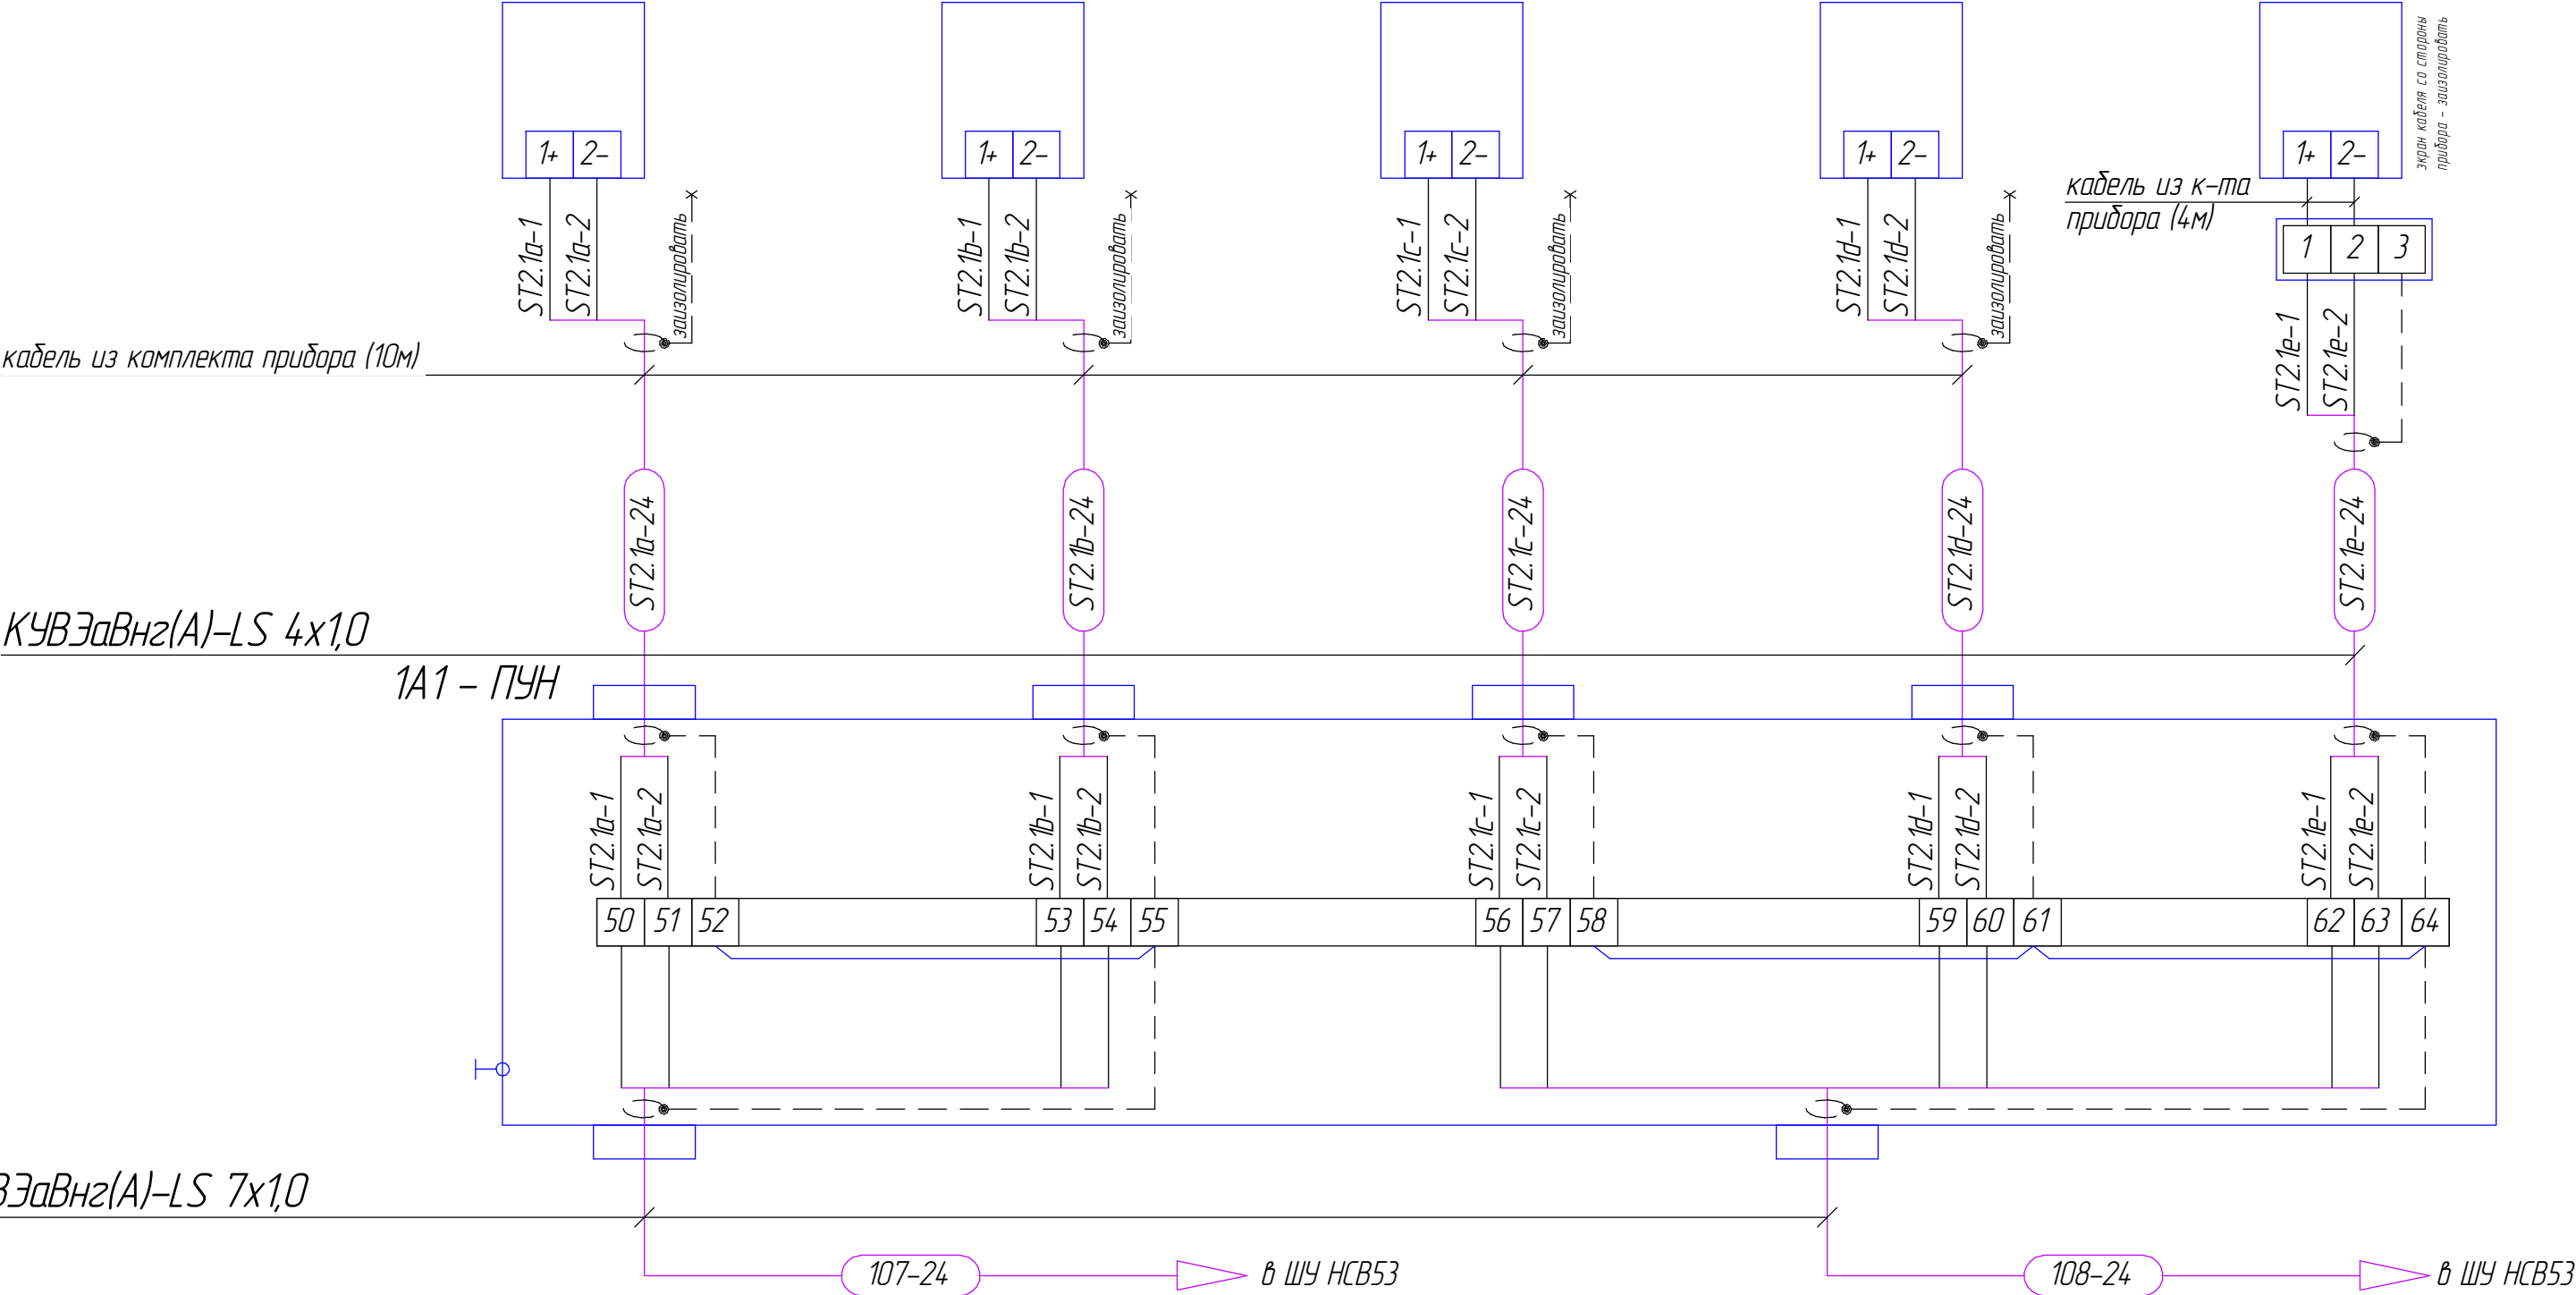 экран кабеля со стороны
прибора - заизолировать
1+ 2-
1+ 2-
1+ 2-
1+ 2-
1+ 2-
кабель из к-та
прибора (4м)
1 2 3
ST2.1a-1
ST2.1a-2
заизолировать
ST2.1b-1
ST2.1b-2
заизолировать
ST2.1c-1
ST2.1c-2
заизолировать
ST2.1d-1
ST2.1d-2
заизолировать
ST2.1e-1
ST2.1e-2
кабель из комплекта прибора (10м)
ST2.1a-24
ST2.1b-24
ST2.1c-24
ST2.1d-24
ST2.1e-24
КУВЭаВнг(А)-LS 4х1,0
1А1 - ПУН
ST2.1a-1
ST2.1a-2
ST2.1b-1
ST2.1b-2
ST2.1c-1
ST2.1c-2
ST2.1d-1
ST2.1d-2
ST2.1e-1
ST2.1e-2
50 51 52
53 54 55
56 57 58
59 60 61
62 63 64
ВЭаВнг(А)-LS 7х1,0
107-24
в ШУ НСВ53
108-24
в ШУ НСВ53